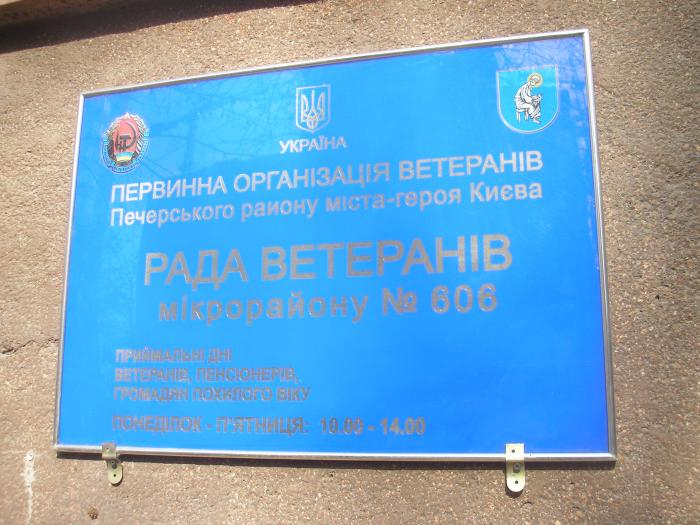 УКРАЇНА
ПЕРВИННА ОРГАНІЗАЦІЯ ВЕТЕРАНІВ
Печерського району міста-героя Києва
РАДА ВЕТЕРАНІВ
мікрорайону № 606
ПРИЙМАЛЬНІ ДНІ
ВЕТЕРАНІВ, ПЕНСІОНЕРІВ,
ГРОМАДЯН ПОХИЛОГО ВІКУ
ПОНЕДІЛОК - П'ЯТНИЦЯ: 10.00 - 14.00